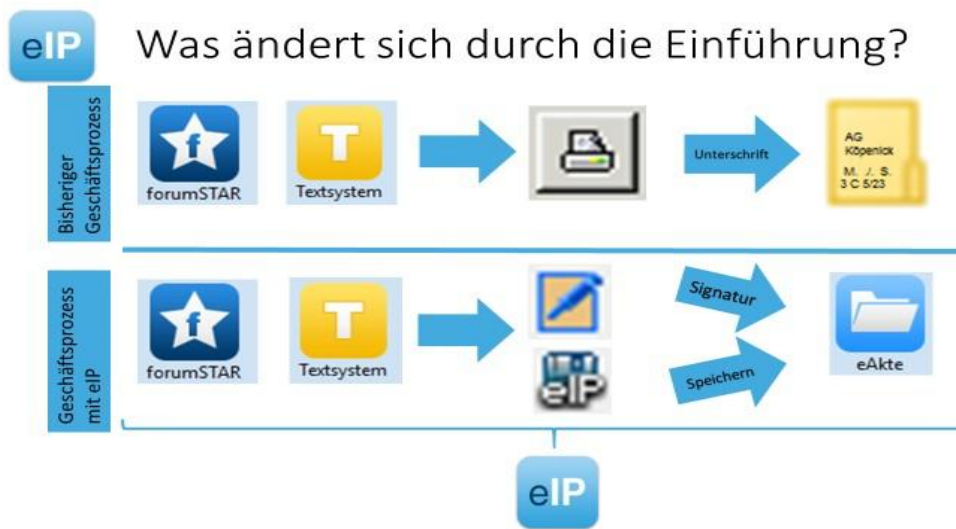 eIP
Was ändert sich durch die Einführung?
Bisheriger
Geschäftsprozess
f
forumSTAR
T
Textsystem
Unterschrift
AG
Köpenick
M. ./. S.
3 C 5/23
Geschäftsprozess
mit eIP
f
forumSTAR
T
Textsystem
eIP
Signatur
Speichern
eAkte
eIP